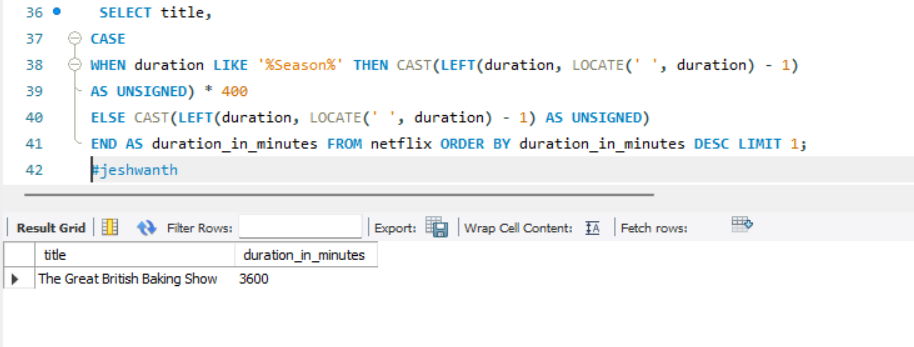 36 SELECT title,
37 CASE
38 WHEN duration LIKE '%Season%' THEN CAST(LEFT(duration, LOCATE(' ', duration) - 1)
39 AS UNSIGNED) * 400
40 ELSE CAST(LEFT(duration, LOCATE(' ', duration) - 1) AS UNSIGNED)
41 END AS duration_in_minutes FROM netflix ORDER BY duration_in_minutes DESC LIMIT 1;
42 #jeshwanth
Result Grid Filter Rows: Export: Wrap Cell Content: IA Fetch rows:
title duration_in_minutes
The Great British Baking Show 3600